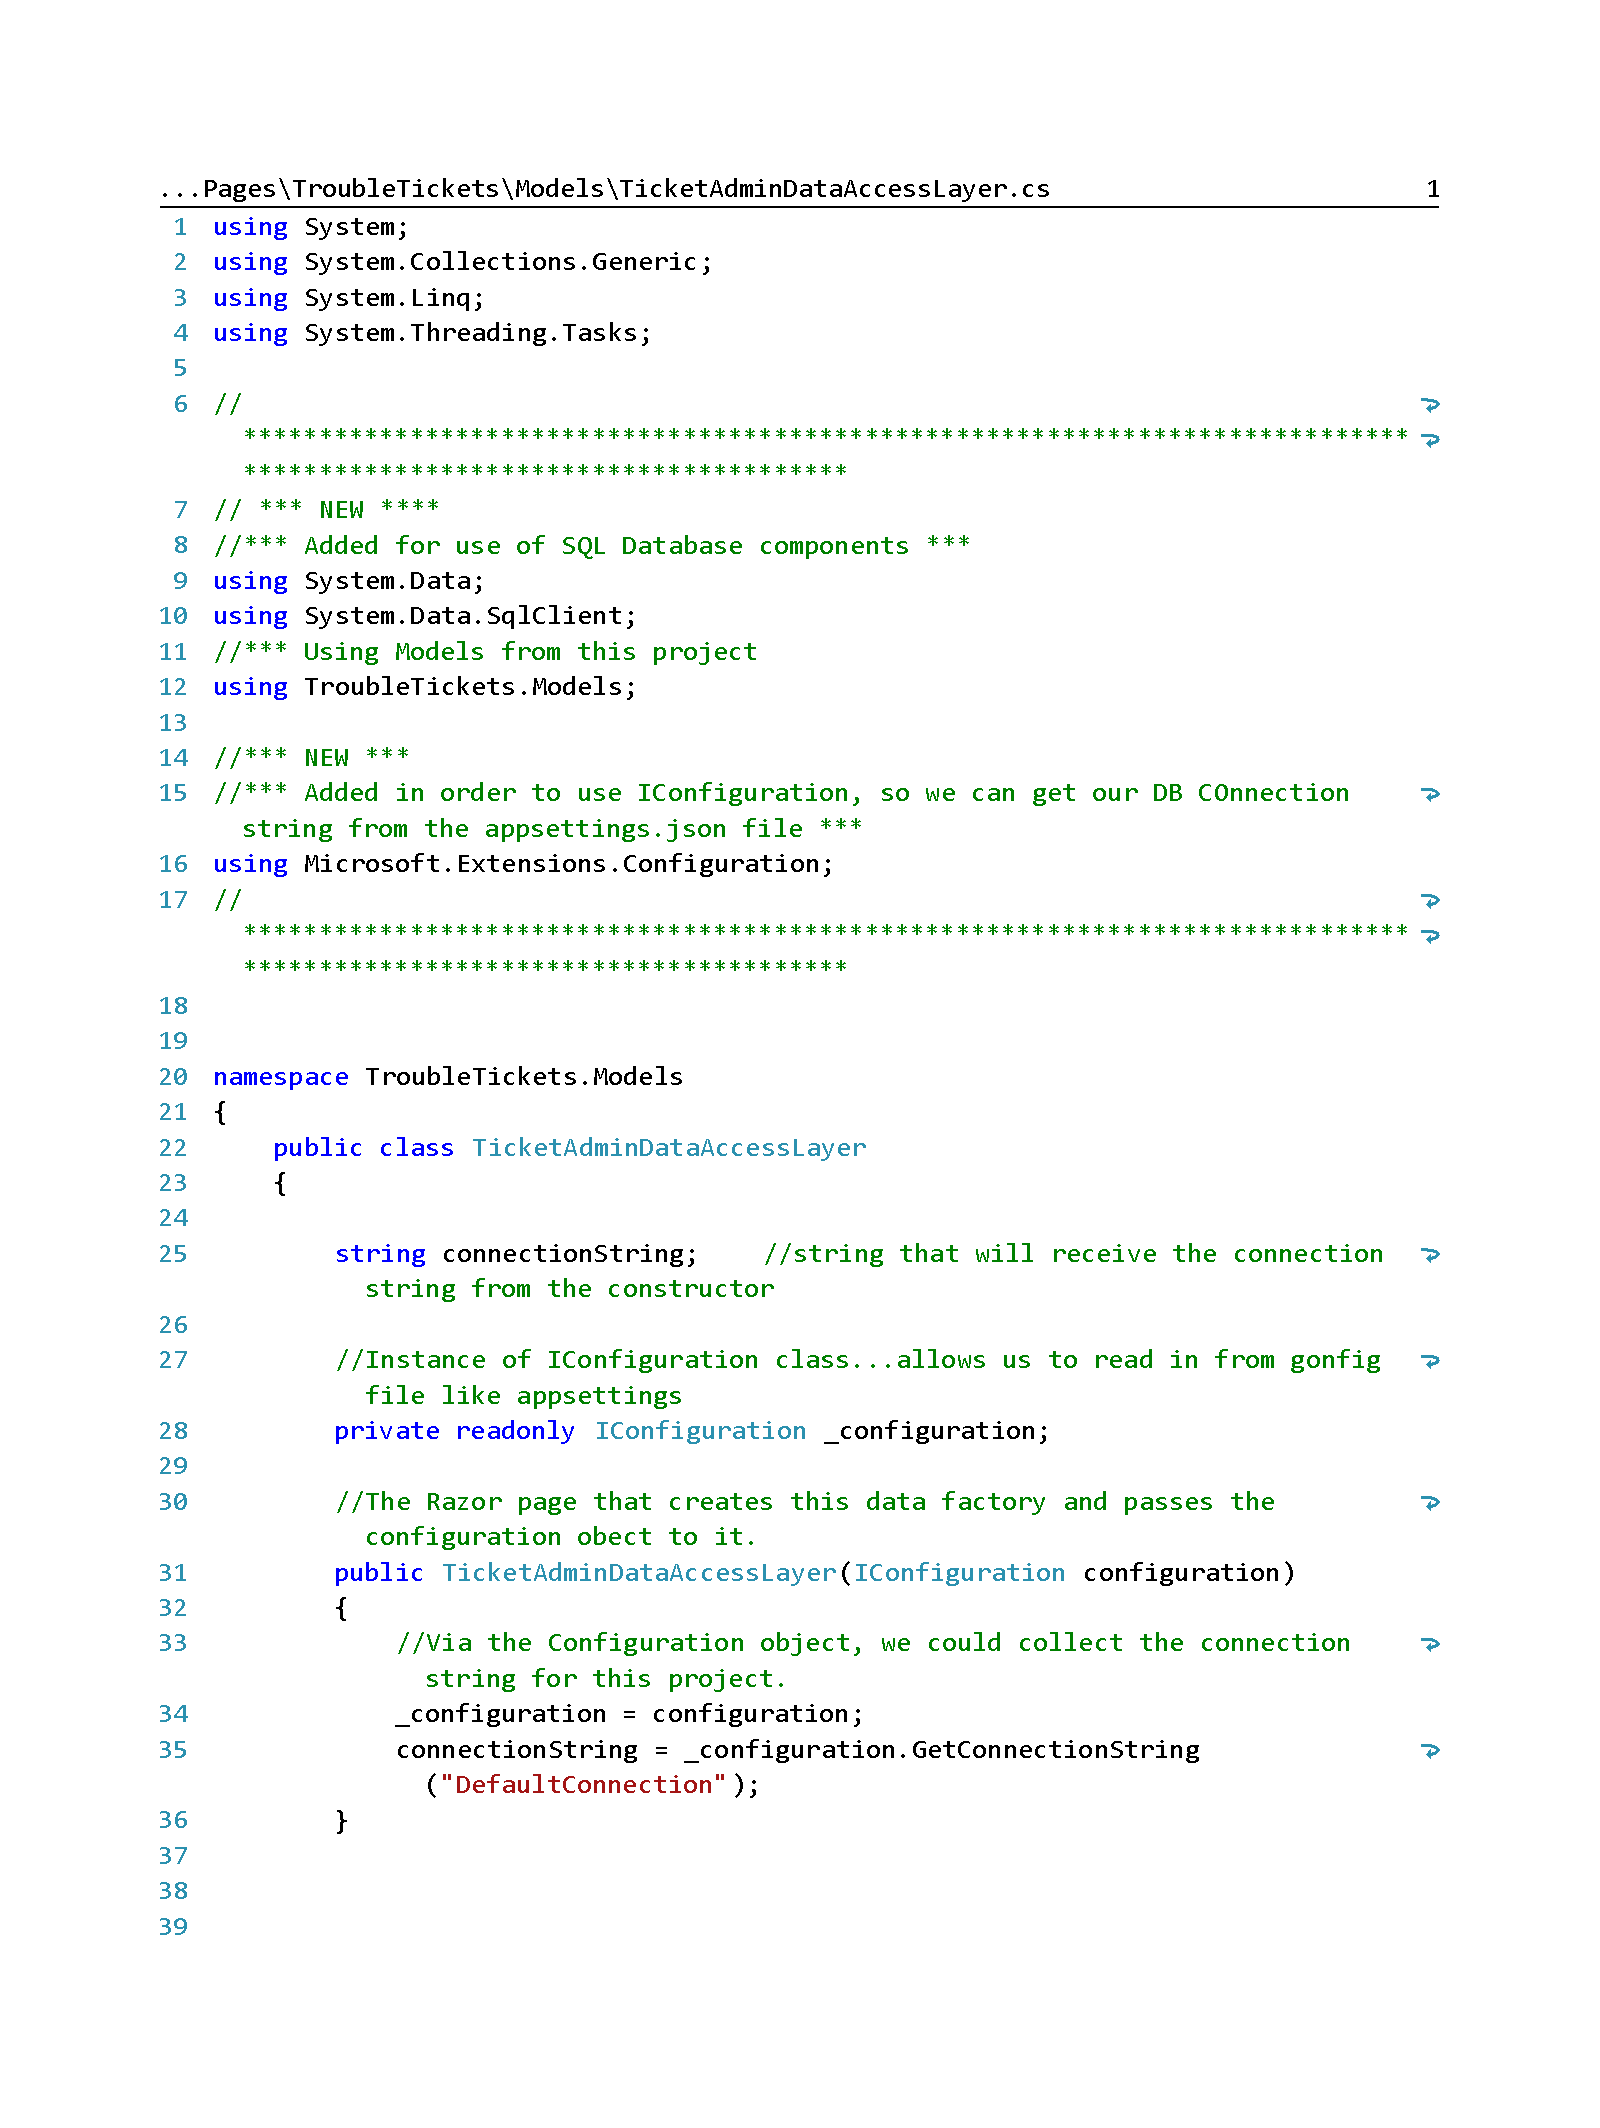 ...Pages\TroubleTickets\Models\TicketAdminDataAccessLayer.cs 1
1 using System;
2 using System.Collections.Generic;
3 using System.Linq;
4 using System.Threading.Tasks;
5
6 //
*****************************************************************************
****************************************
7 // *** NEW ****
8 //*** Added for use of SQL Database components ***
9 using System.Data;
10 using System.Data.SqlClient;
11 //*** Using Models from this project
12 using TroubleTickets.Models;
13
14 //*** NEW ***
15 //*** Added in order to use IConfiguration, so we can get our DB COnnection
string from the appsettings.json file ***
16 using Microsoft.Extensions.Configuration;
17 //
*****************************************************************************
****************************************
18
19
20 namespace TroubleTickets.Models
21 {
22     public class TicketAdminDataAccessLayer
23     {
24
25         string connectionString;    //string that will receive the connection
string from the constructor
26
27         //Instance of IConfiguration class...allows us to read in from gonfig
file like appsettings
28         private readonly IConfiguration _configuration;
29
30         //The Razor page that creates this data factory and passes the
configuration obect to it.
31         public TicketAdminDataAccessLayer(IConfiguration configuration)
32         {
33             //Via the Configuration object, we could collect the connection
string for this project.
34             _configuration = configuration;
35             connectionString = _configuration.GetConnectionString
("DefaultConnection");
36         }
37
38
39